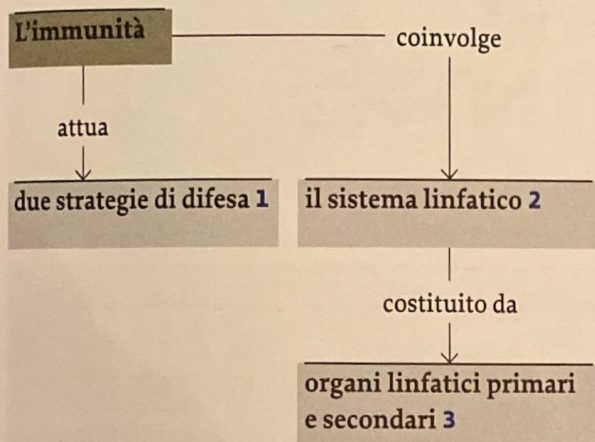 L'immunità
coinvolge
attua
due strategie di difesa 1
il sistema linfatico 2
costituito da
organi linfatici primari
e secondari 3